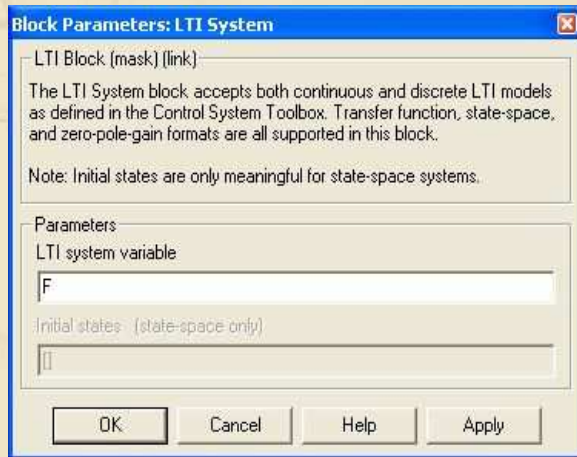 Block Parameters: LTI System
LTI Block (mask) (link)
The LTI System block accepts both continuous and discrete LTI models
as defined in the Control System Toolbox. Transfer function, state-space,
and zero-pole-gain formats are all supported in this block.
Note: Initial states are only meaningful for state-space systems.
Parameters
LTI system variable
F
Initial states (state-space only)
[]
OK Cancel Help Apply